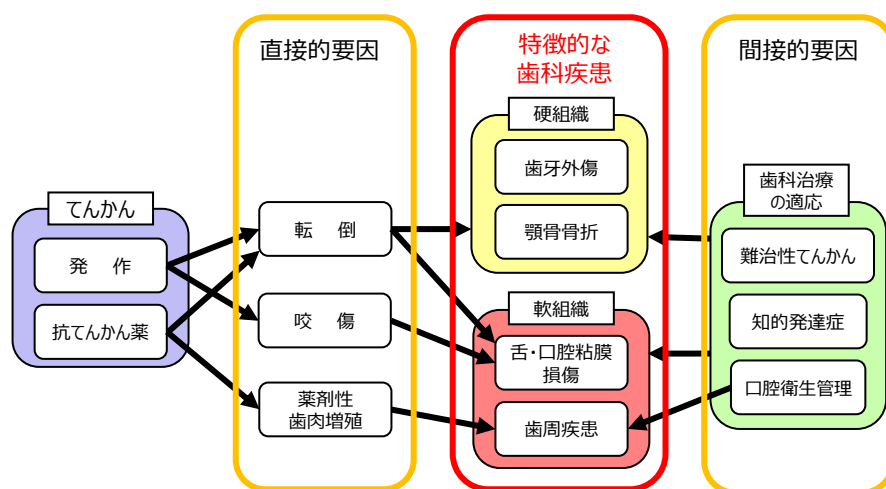 直接的要因
特徴的な
歯科疾患
間接的要因
硬組織
歯牙外傷
顎骨骨折
歯科治療
の適応
てんかん
発　作
抗てんかん薬
転　倒
咬　傷
薬剤性
歯肉増殖
軟組織
舌・口腔粘膜
損傷
歯周疾患
難治性てんかん
知的発達症
口腔衛生管理